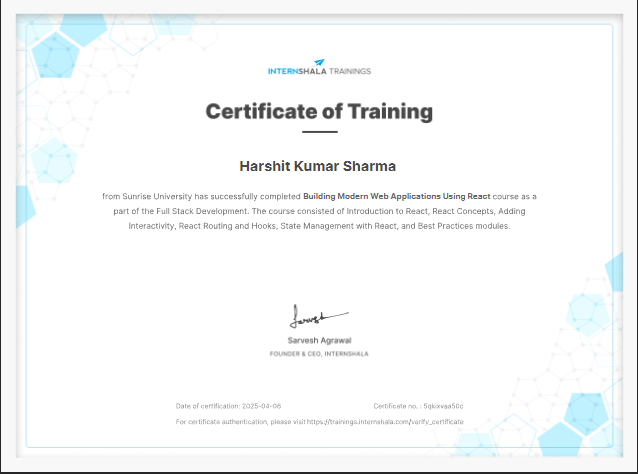 INTERNSHALA TRAININGS
Certificate of Training
Harshit Kumar Sharma
from Sunrise University has successfully completed Building Modern Web Applications Using React course as a
part of the Full Stack Development. The course consisted of Introduction to React, React Concepts, Adding
Interactivity, React Routing and Hooks, State Management with React, and Best Practices modules.
Sarvesh Agrawal
FOUNDER & CEO, INTERNSHALA
Date of certification: 2025-04-06 Certificate no. : 5qkixvaa50c
For certificate authentication, please visit https://trainings.internshala.com/verify_certificate